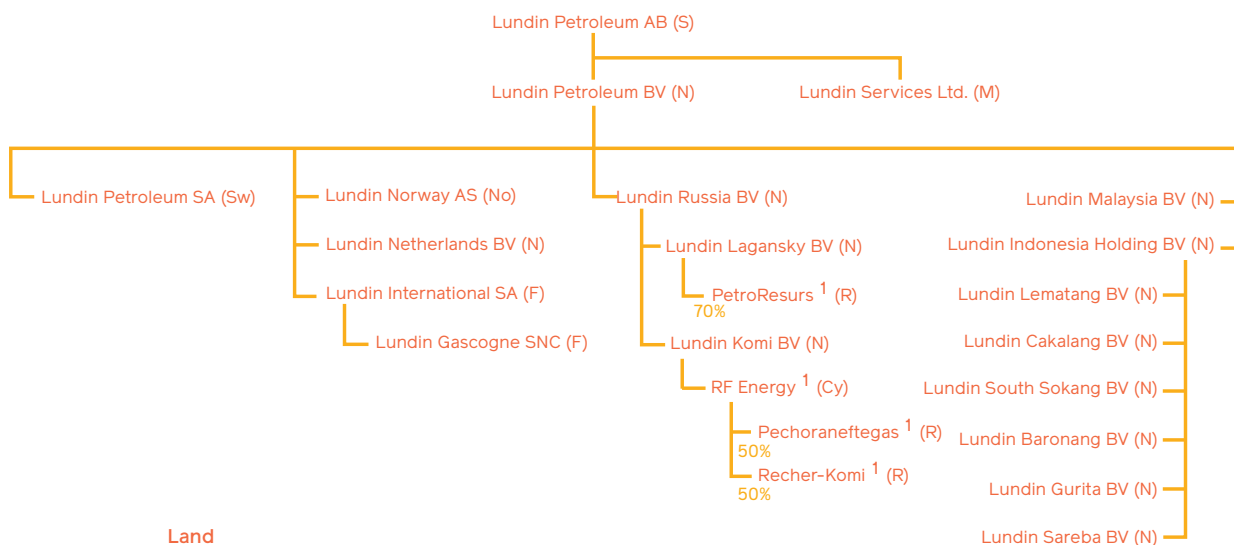 Lundin Petroleum AB (S)
Lundin Petroleum BV (N)
Lundin Services Ltd. (M)
Lundin Petroleum SA (Sw)
Lundin Norway AS (No)
Lundin Netherlands BV (N)
Lundin International SA (F)
Lundin Gascogne SNC (F)
Lundin Russia BV (N)
Lundin Lagansky BV (N)
PetroResurs 1 (R)
70%
Lundin Komi BV (N)
RF Energy 1 (Cy)
Pechoraneftegas 1 (R)
50%
Recher-Komi 1 (R)
50%
Lundin Malaysia BV (N)
Lundin Indonesia Holding BV (N)
Lundin Lematang BV (N)
Lundin Cakalang BV (N)
Lundin South Sokang BV (N)
Lundin Baronang BV (N)
Lundin Gurita BV (N)
Lundin Sareba BV (N)
Land